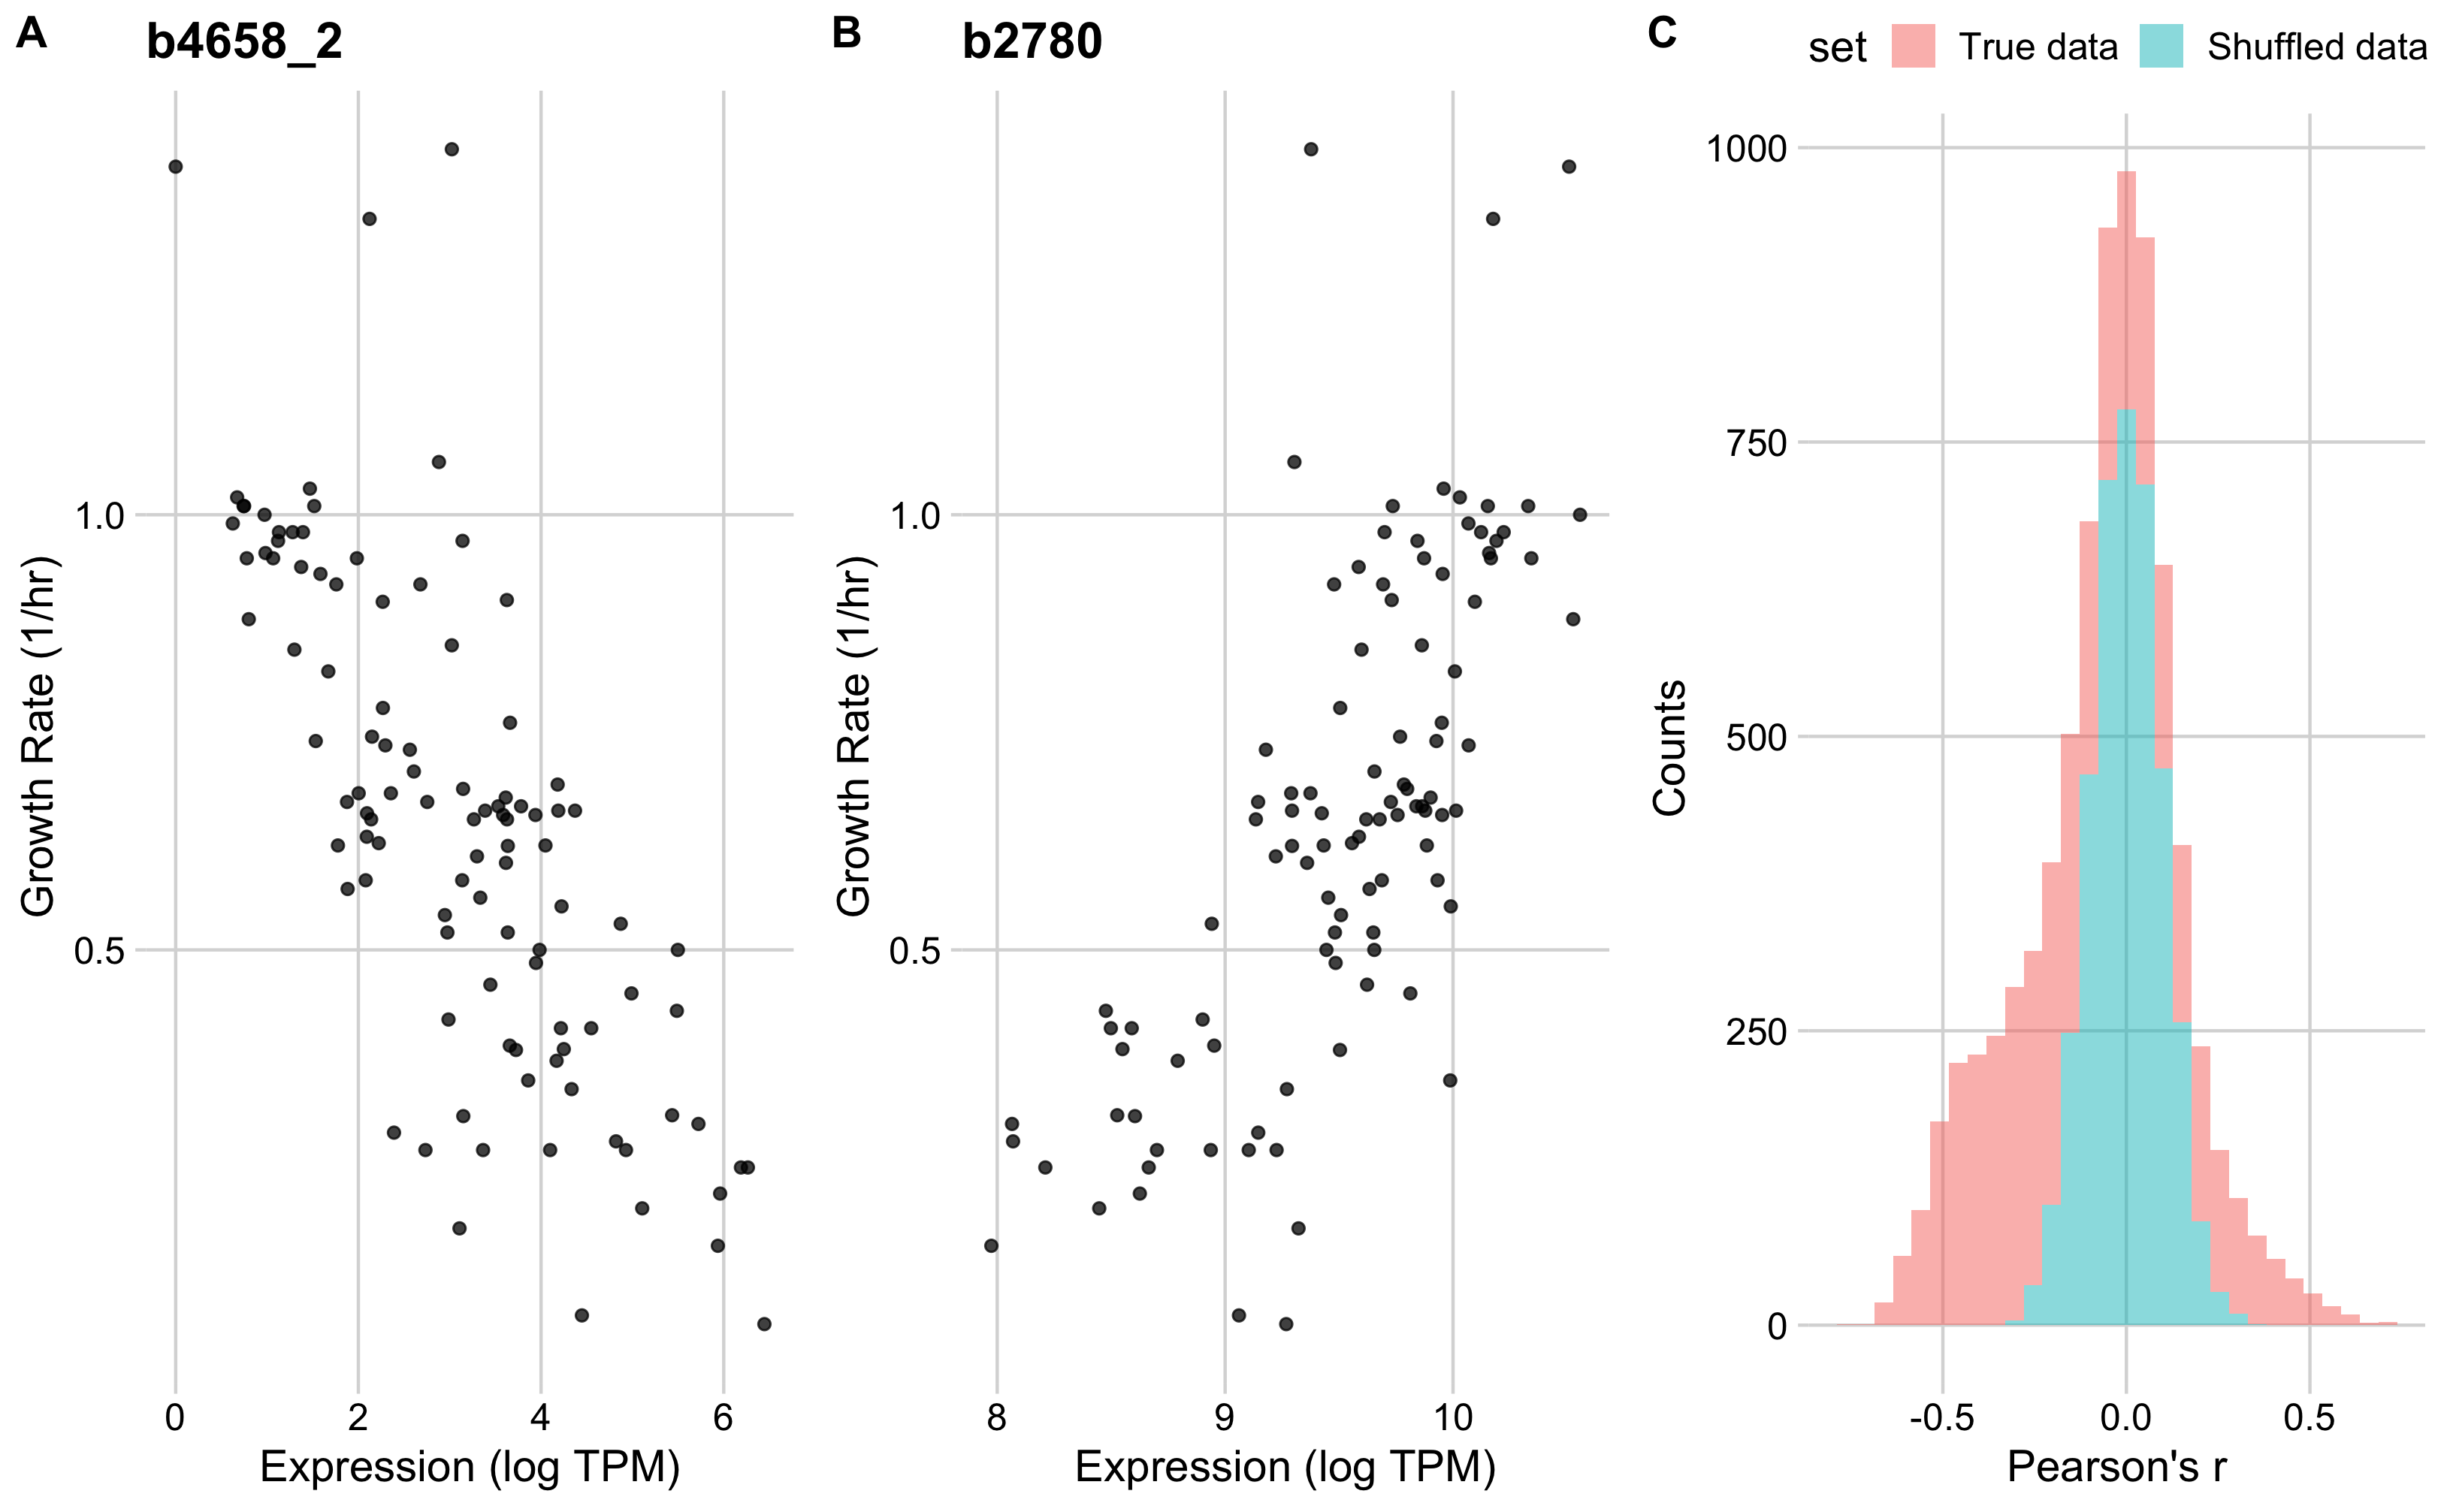 A
b4658_2
Growth Rate (1/hr)
1.0
0.5
0 2 4 6
Expression (log TPM)
B
b2780
Growth Rate (1/hr)
1.0
0.5
8 9 10
Expression (log TPM)
C
set True data Shuffled data
Counts
1000
750
500
250
0
-0.5 0.0 0.5
Pearson's r